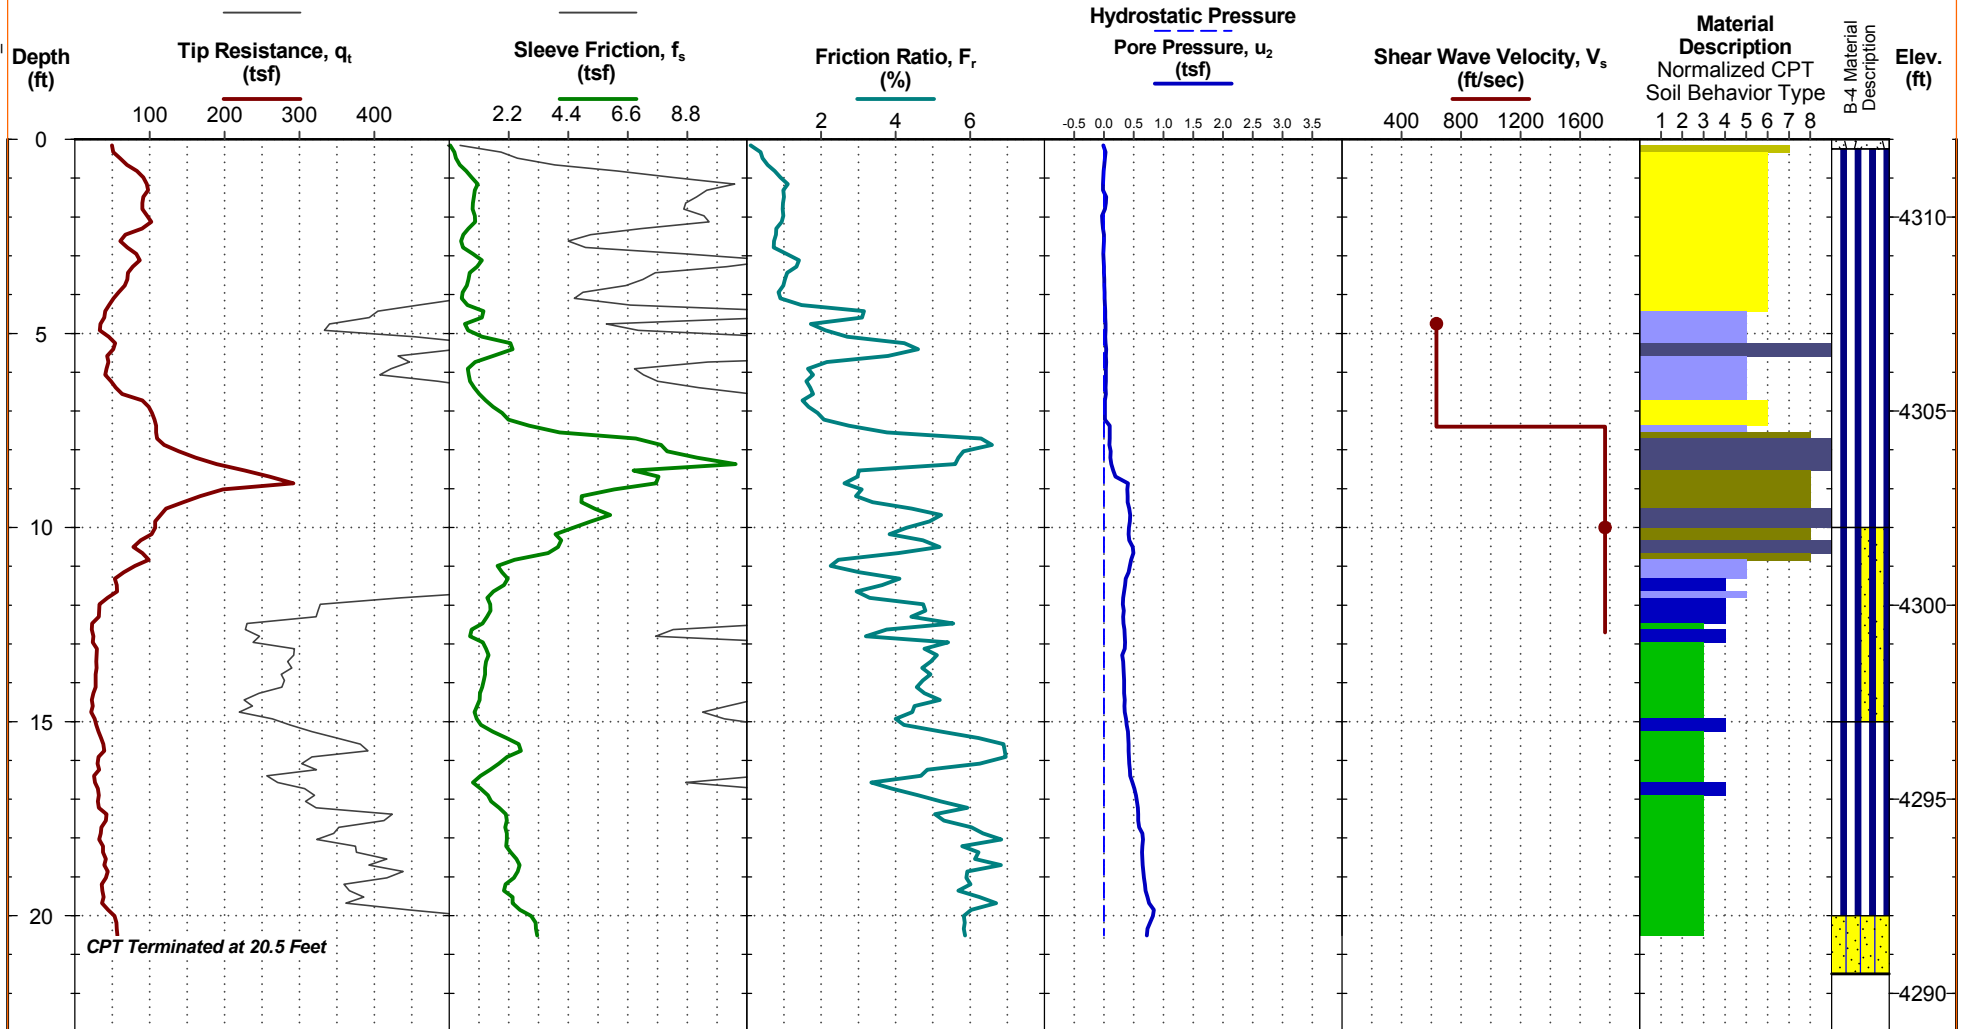 Depth
(ft)
Tip Resistance, qt
(tsf)
100 200 300 400
Sleeve Friction, fs
(tsf)
2.2 4.4 6.6 8.8
Friction Ratio, Fr
(%)
2 4 6
Hydrostatic Pressure
Pore Pressure, u2
(tsf)
-0.5 0.0 0.5 1.0 1.5 2.0 2.5 3.0 3.5
Shear Wave Velocity, Vs
(ft/sec)
400 800 1200 1600
Material
Description
Normalized CPT
Soil Behavior Type
1 2 3 4 5 6 7 8
B-4 Material
Description
Elev.
(ft)
0
5
10
15
20
CPT Terminated at 20.5 Feet
4310
4305
4300
4295
4290